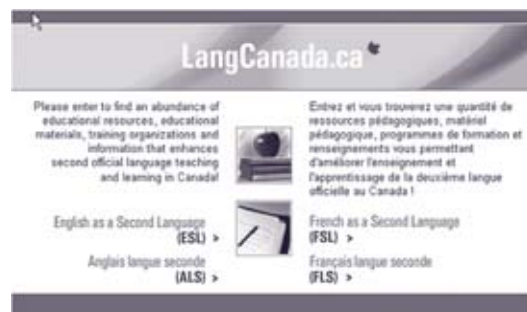 LangCanada.ca
Please enter to find an abundance of
educational resources, educational
materials, training organizations and
information that enhances
second official language teaching
and learning in Canada!
Entrez et vous trouverez une quantité de
ressources pédagogiques, matériel
pédagogique, programmes de formation et
renseignements vous permettant
d'améliorer l'enseignement et
l'apprentissage de la deuxième langue
officielle au Canada !
English as a Second Language
(ESL) >
Anglais langue seconde
(ALS) >
French as a Second Language
(FSL) >
Français langue seconde
(FLS) >